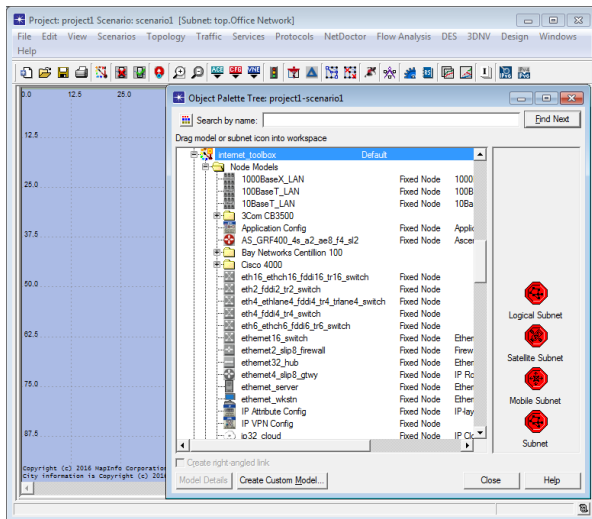 Project: project1 Scenario: scenario1 [Subnet: top.Office Network]
File Edit View Scenarios Topology Traffic Services Protocols NetDoctor Flow Analysis DES 3DNV Design Windows
Help
0.0 12.5 25.0
12.5
25.0
37.5
50.0
62.5
75.0
87.5
Copyright (c) 2016 MapInfo Corporation
City information is Copyright (c) 201
Object Palette Tree: project1-scenario1
Search by name:
Find Next
Drag model or subnet icon into workspace
internet_toolbox Default
Node Models
1000BaseX_LAN Fixed Node 1000
100BaseT_LAN Fixed Node 100B
10BaseT_LAN Fixed Node 10Ba
3Com CB3500
Application Config Fixed Node Applic
AS_GRF400_4s_a2_ae8_f4_sl2 Fixed Node Ascer
Bay Networks Centillion 100
Cisco 4000
eth16_ethch16_fddi16_tr16_switch Fixed Node
eth2_fddi2_tr2_switch Fixed Node
eth4_ethlane4_fddi4_tr4_trlane4_switch Fixed Node
eth4_fddi4_tr4_switch Fixed Node
eth6_ethch6_fddi6_tr6_switch Fixed Node
ethernet16_switch Fixed Node Ether
ethernet2_slip8_firewall Fixed Node Firew
ethernet32_hub Fixed Node Ether
ethernet4_slip8_gtwy Fixed Node IP Ro
ethernet_server Fixed Node Ether
ethernet_wkstn Fixed Node Ether
IP Attribute Config Fixed Node IP-lay
IP VPN Config Fixed Node
ip32_cloud Fixed Node IP Clo
Logical Subnet
Satellite Subnet
Mobile Subnet
Subnet
Create right-angled link
Model Details
Create Custom Model...
Close
Help